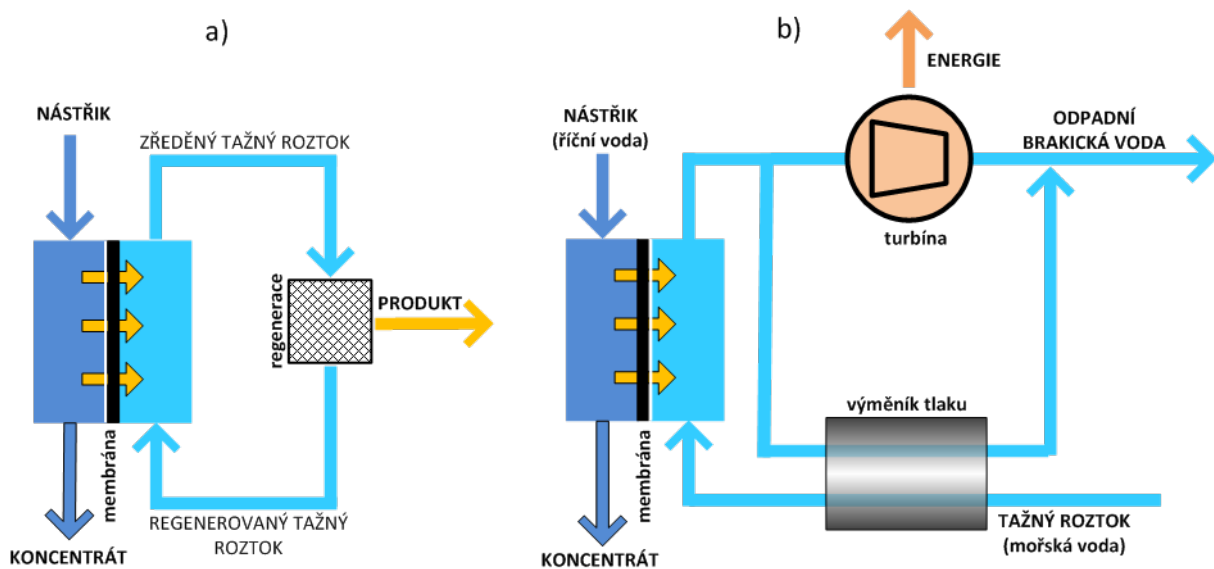 a)
NÁSTŘIK
ZŘEDĚNÝ TAŽNÝ ROZTOK
membrána
regenerace
PRODUKT
REGENEROVANÝ TAŽNÝ
ROZTOK
KONCENTRÁT
b)
ENERGIE
NÁSTŘIK
(říční voda)
ODPADNÍ
BRAKICKÁ VODA
turbína
membrána
výměník tlaku
TAŽNÝ ROZTOK
(mořská voda)
KONCENTRÁT